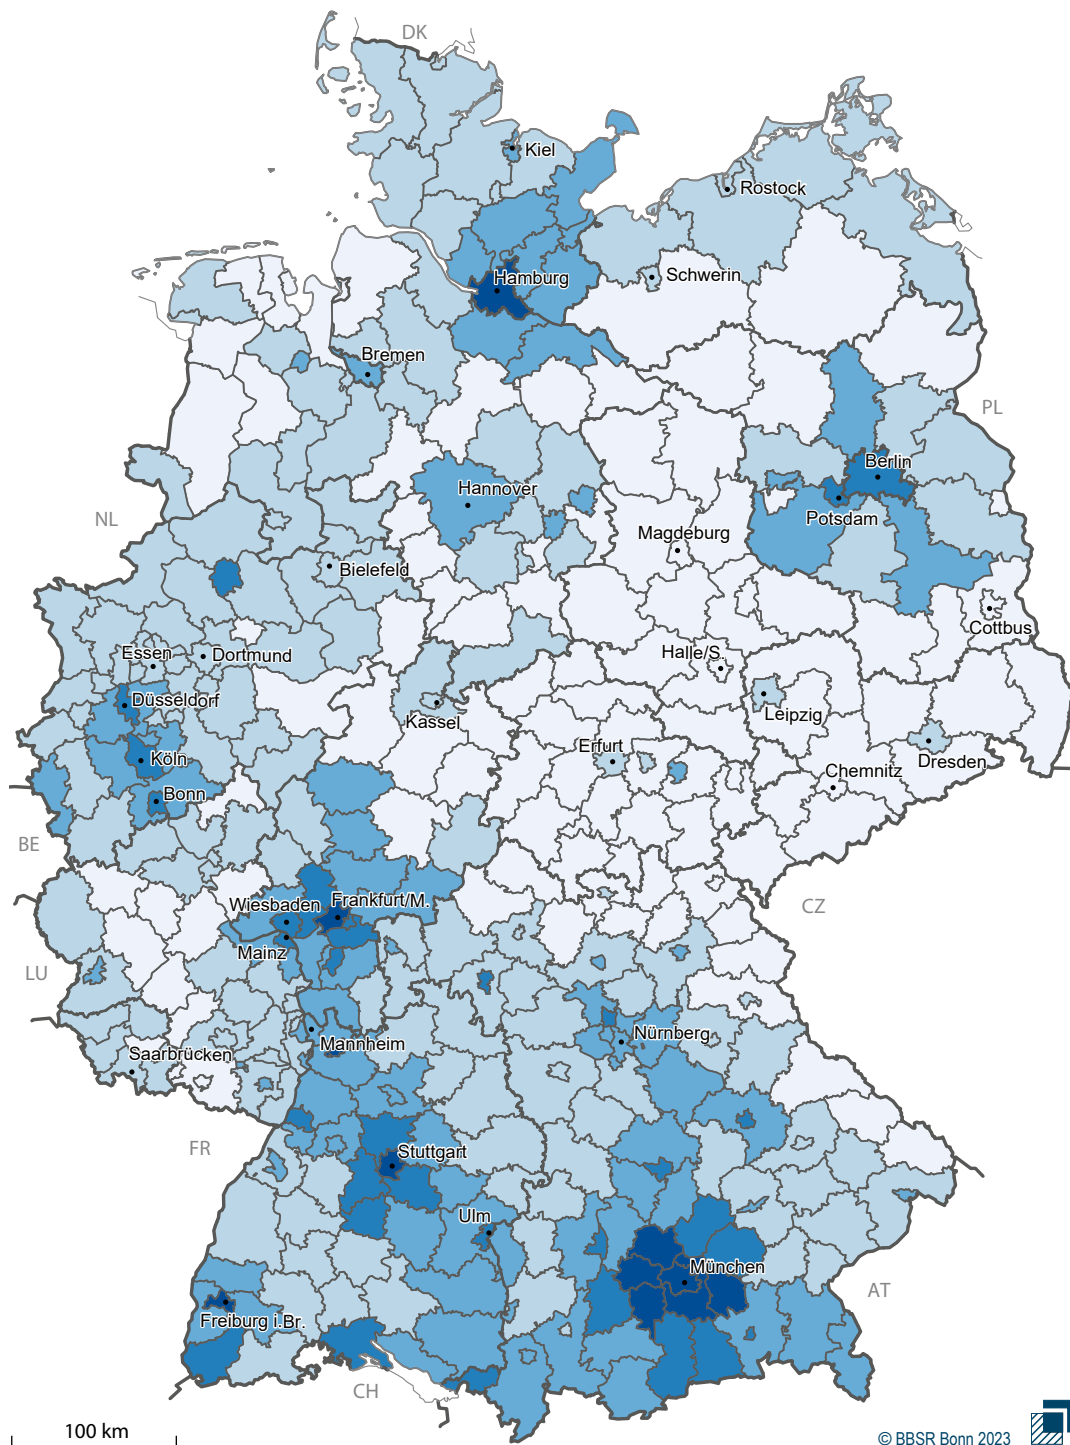 DK
Kiel
Rostock
Hamburg
Schwerin
Bremen
PL
Berlin
Hannover
NL
Potsdam
Magdeburg
Bielefeld
Cottbus
Essen
Dortmund
Halle/S.
Düsseldorf
Leipzig
Kassel
Köln
Erfurt
Dresden
Chemnitz
Bonn
BE
Wiesbaden
Frankfurt/M.
CZ
Mainz
LU
Nürnberg
Mannheim
Saarbrücken
FR
Stuttgart
Ulm
München
AT
Freiburg i.Br.
CH
100 km
© BBSR Bonn 2023